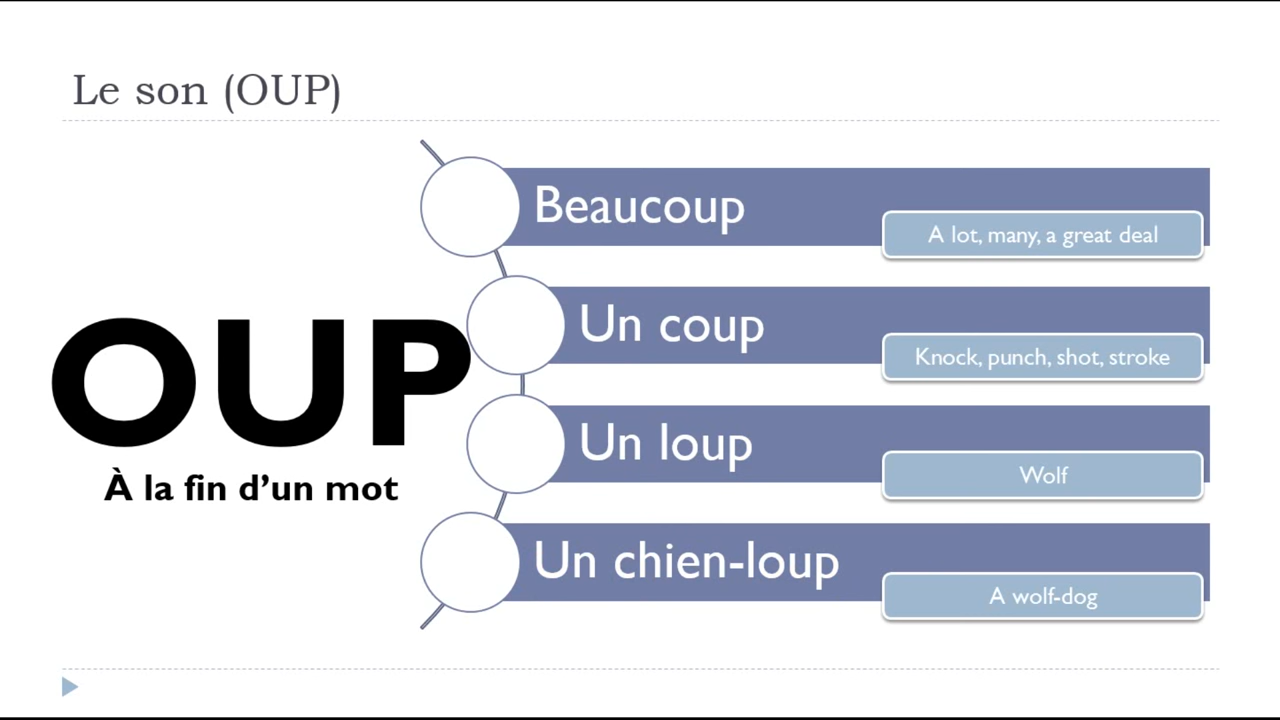 Le son (OUP)
OUP
À la fin d’un mot
Beaucoup
A lot, many, a great deal
Un coup
Knock, punch, shot, stroke
Un loup
Wolf
Un chien-loup
A wolf-dog